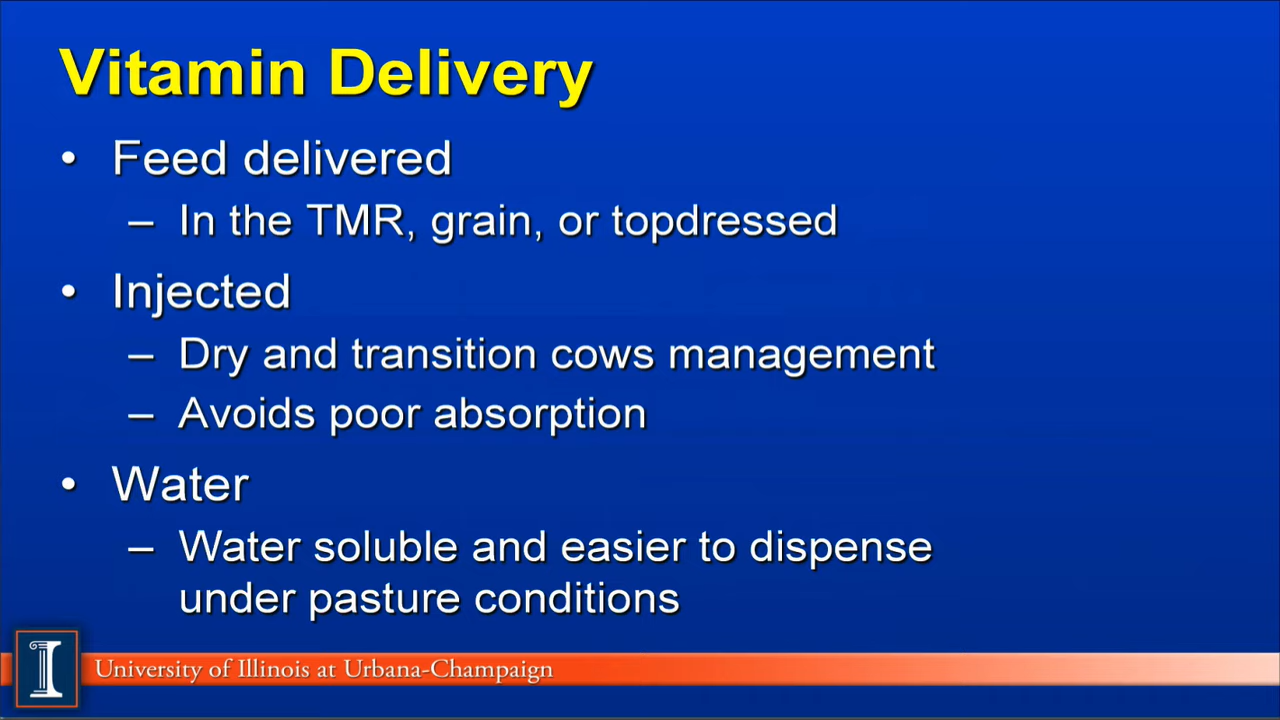 Vitamin Delivery
• Feed delivered
– In the TMR, grain, or topdressed
• Injected
– Dry and transition cows management
– Avoids poor absorption
• Water
– Water soluble and easier to dispense
under pasture conditions
I
University of Illinois at Urbana-Champaign